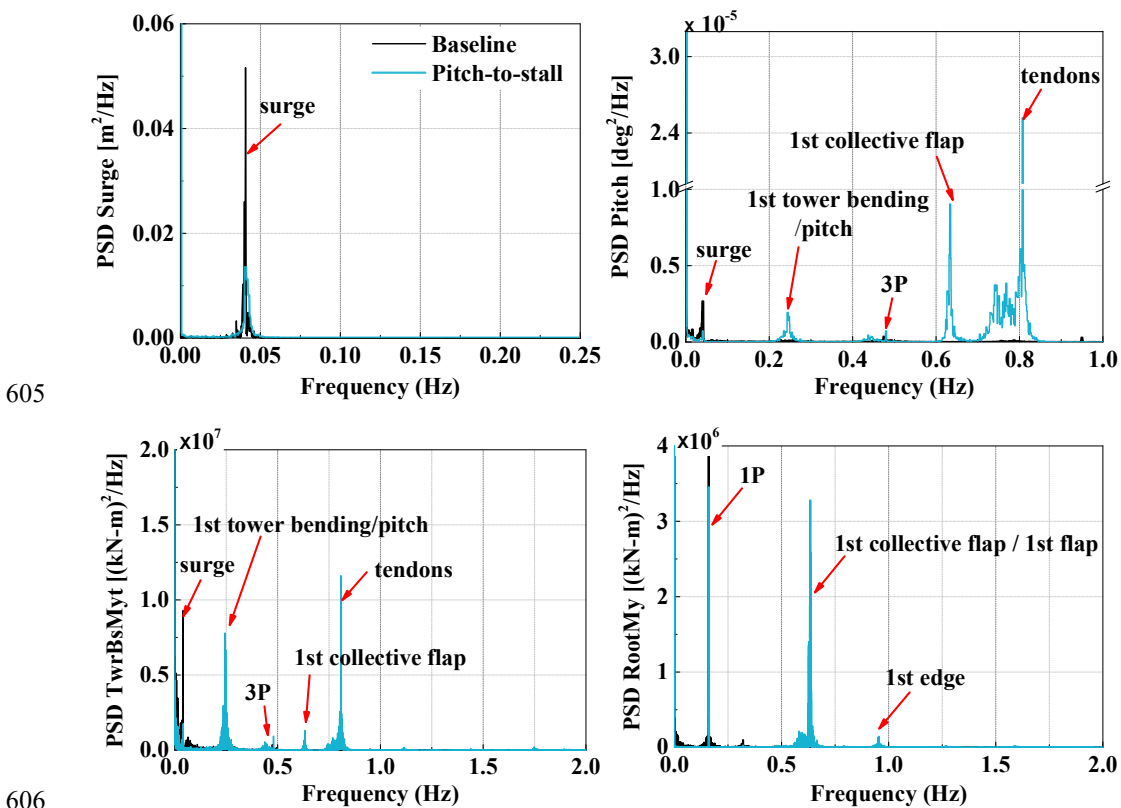 0.06
0.04
0.02
0.00
PSD Surge [m²/Hz]
Baseline
Pitch-to-stall
surge
0.00 0.05 0.10 0.15 0.20 0.25
Frequency (Hz)
x 10⁻⁵
3.0
2.4
1.0
0.5
0.0
PSD Pitch [deg²/Hz]
tendons
1st collective flap
1st tower bending
/pitch
surge
3P
0.0 0.2 0.4 0.6 0.8 1.0
Frequency (Hz)
605
x10⁷
2.0
1.5
1.0
0.5
0.0
PSD TwrBsMyt [(kN-m)²/Hz]
1st tower bending/pitch
surge
tendons
1st collective flap
3P
0.0 0.5 1.0 1.5 2.0
Frequency (Hz)
x10⁶
4
3
2
1
0
PSD RootMy [(kN-m)²/Hz]
1P
1st collective flap / 1st flap
1st edge
0.0 0.5 1.0 1.5 2.0
Frequency (Hz)
606